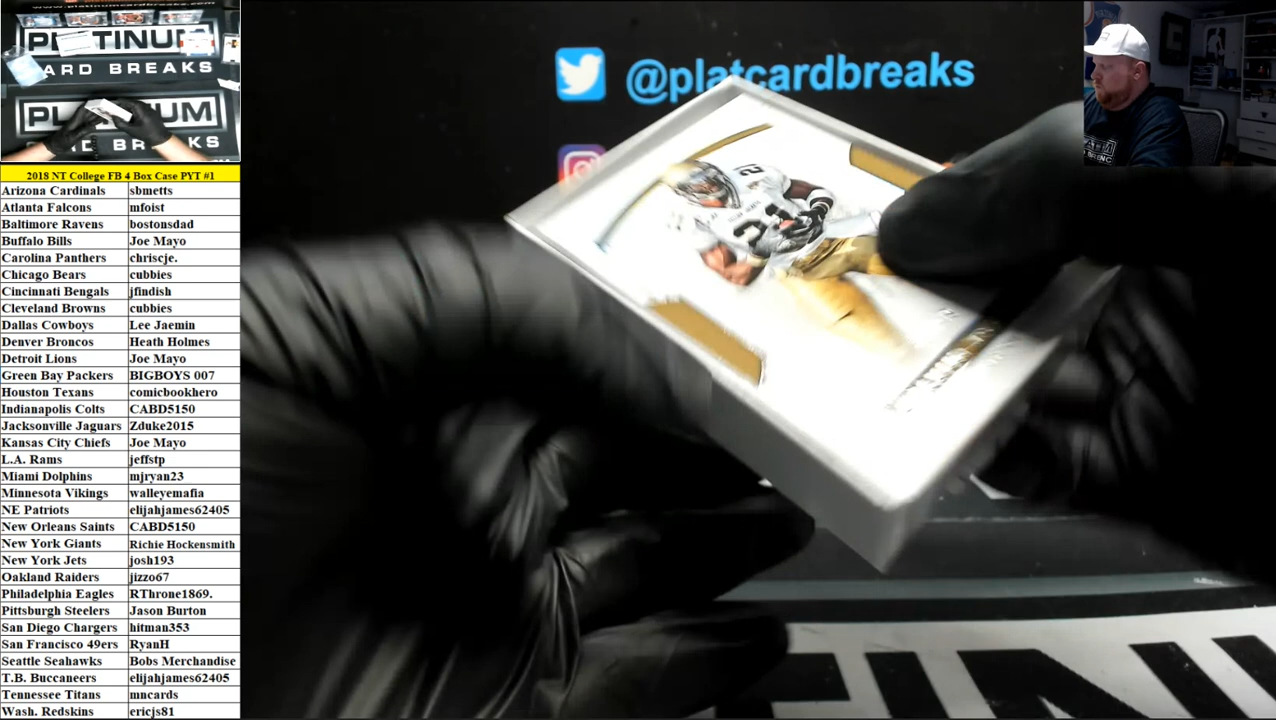 PLATINUM
CARD BREAKS
@platcardbreaks
2018 NT College FB 4 Box Case PYT #1
Arizona Cardinals sbmetts
Atlanta Falcons mfoist
Baltimore Ravens bostonsdad
Buffalo Bills Joe Mayo
Carolina Panthers chriscje.
Chicago Bears cubbies
Cincinnati Bengals jfindish
Cleveland Browns cubbies
Dallas Cowboys Lee Jaemin
Denver Broncos Heath Holmes
Detroit Lions Joe Mayo
Green Bay Packers BIGBOYS 007
Houston Texans comicbookhero
Indianapolis Colts CABD5150
Jacksonville Jaguars Zduke2015
Kansas City Chiefs Joe Mayo
L.A. Rams jeffstp
Miami Dolphins mjryan23
Minnesota Vikings walleyemafia
NE Patriots elijahjames62405
New Orleans Saints CABD5150
New York Giants Richie Hockensmith
New York Jets josh193
Oakland Raiders jizzo67
Philadelphia Eagles RThrone1869.
Pittsburgh Steelers Jason Burton
San Diego Chargers hitman353
San Francisco 49ers RyanH
Seattle Seahawks Bobs Merchandise
T.B. Buccaneers elijahjames62405
Tennessee Titans mncards
Wash. Redskins ericjs81
21